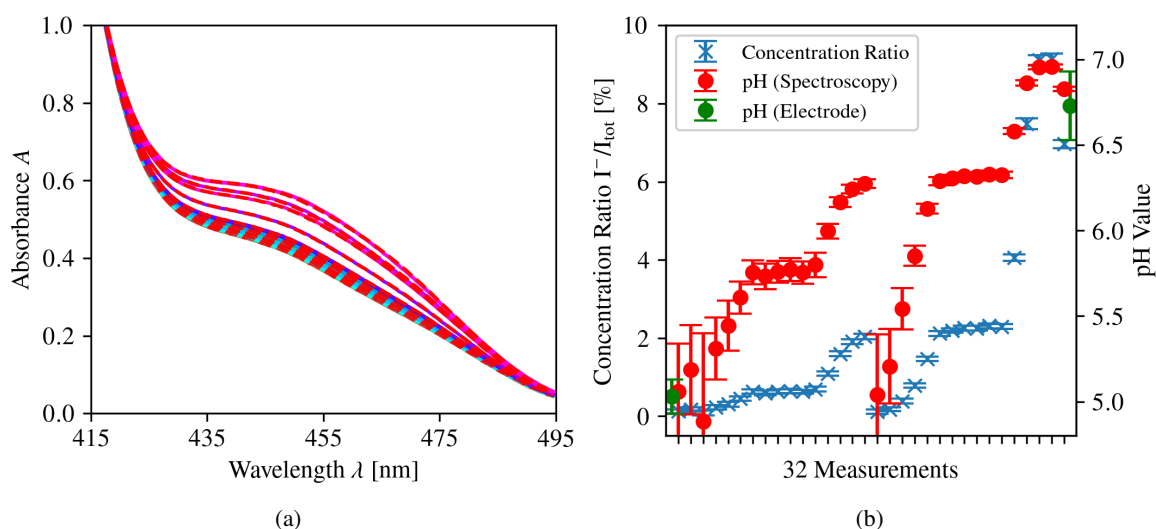 1.0
0.8
0.6
0.4
0.2
0.0
Absorbance A
415 435 455 475 495
Wavelength λ [nm]
(a)
10
8
6
4
2
0
Concentration Ratio I⁻/Iₜₒₜ [%]
Concentration Ratio
pH (Spectroscopy)
pH (Electrode)
7.0
6.5
6.0
5.5
5.0
pH Value
32 Measurements
(b)